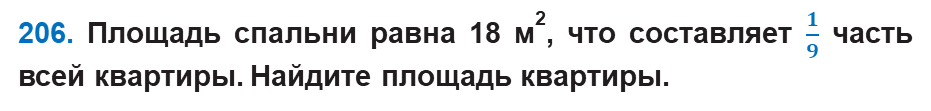 206. Площадь спальни равна 18 м², что составляет 1/9 часть
всей квартиры. Найдите площадь квартиры.